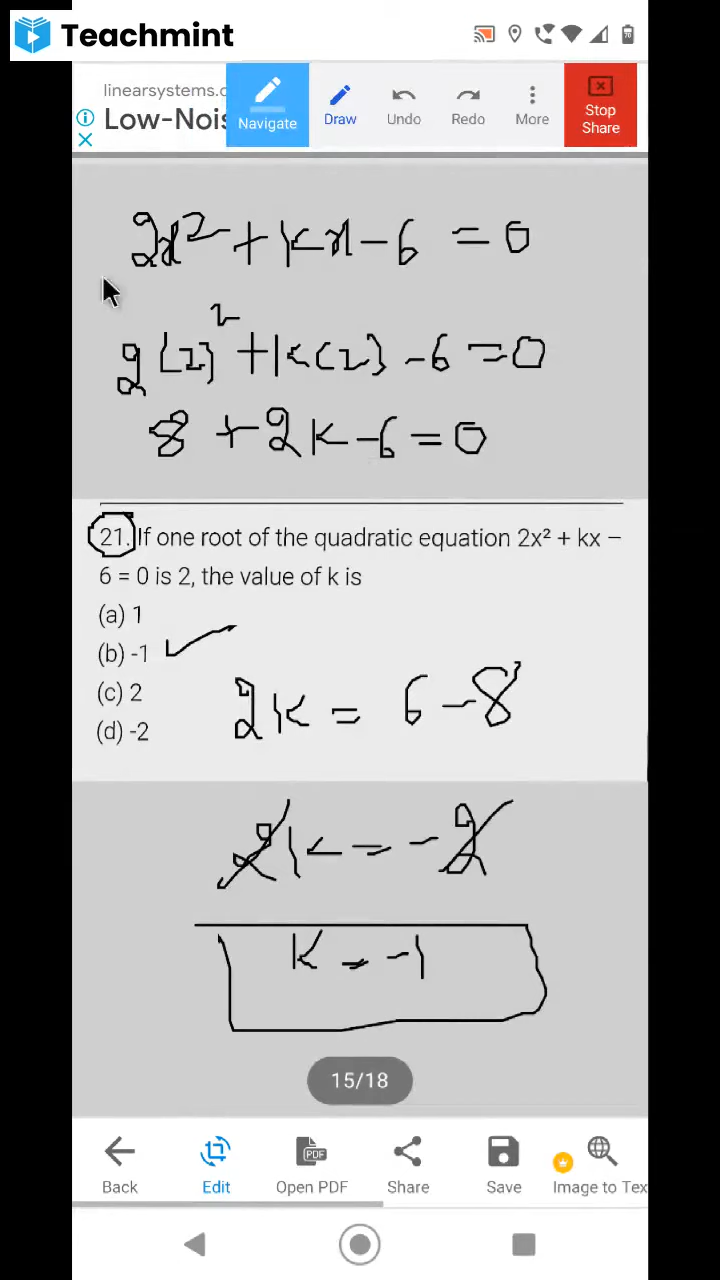 Teachmint
70
linearsystems.c
Low-Nois
Navigate
Draw
Undo
Redo
More
Stop
Share
2x² + kx - 6 = 0
2(2)² + k(2) - 6 = 0
8 + 2k - 6 = 0
21. If one root of the quadratic equation 2x² + kx –
6 = 0 is 2, the value of k is
(a) 1
(b) -1
(c) 2
(d) -2
2k = 6 - 8
2k = -2
k = -1
15/18
Back
Edit
PDF
Open PDF
Share
Save
Image to Tex